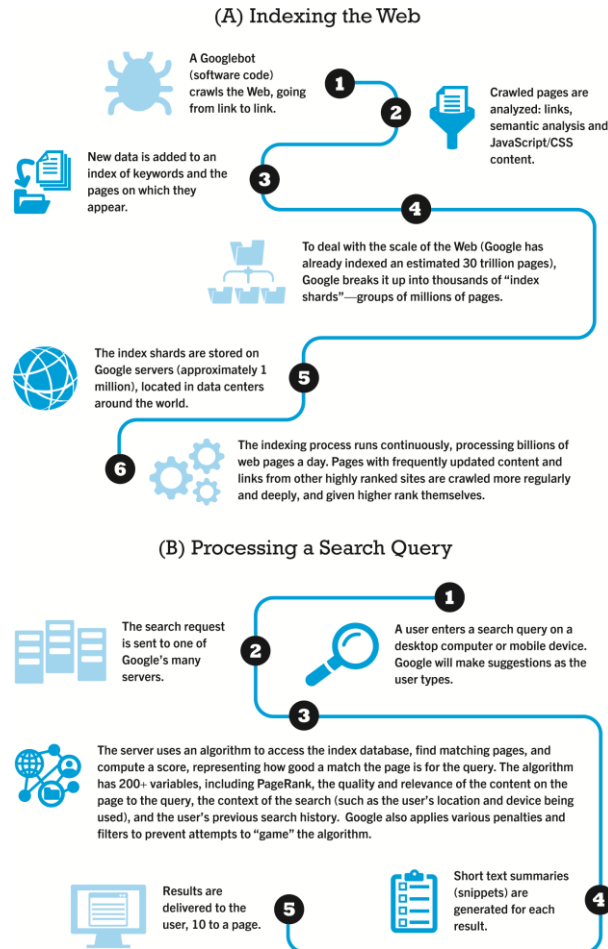 (A) Indexing the Web
A Googlebot
(software code)
crawls the Web, going
from link to link.
1
2
Crawled pages are
analyzed: links,
semantic analysis and
JavaScript/CSS
content.
New data is added to an
index of keywords and the
pages on which they
appear.
3
4
To deal with the scale of the Web (Google has
already indexed an estimated 30 trillion pages),
Google breaks it up into thousands of “index
shards”—groups of millions of pages.
The index shards are stored on
Google servers (approximately 1
million), located in data centers
around the world.
5
6
The indexing process runs continuously, processing billions of
web pages a day. Pages with frequently updated content and
links from other highly ranked sites are crawled more regularly
and deeply, and given higher rank themselves.
(B) Processing a Search Query
1
A user enters a search query on a
desktop computer or mobile device.
Google will make suggestions as the
user types.
The search request
is sent to one of
Google’s many
servers.
2
3
The server uses an algorithm to access the index database, find matching pages, and
compute a score, representing how good a match the page is for the query. The algorithm
has 200+ variables, including PageRank, the quality and relevance of the content on the
page to the query, the context of the search (such as the user’s location and device being
used), and the user’s previous search history. Google also applies various penalties and
filters to prevent attempts to “game” the algorithm.
Short text summaries
(snippets) are
generated for each
result.
4
Results are
delivered to the
user, 10 to a page.
5